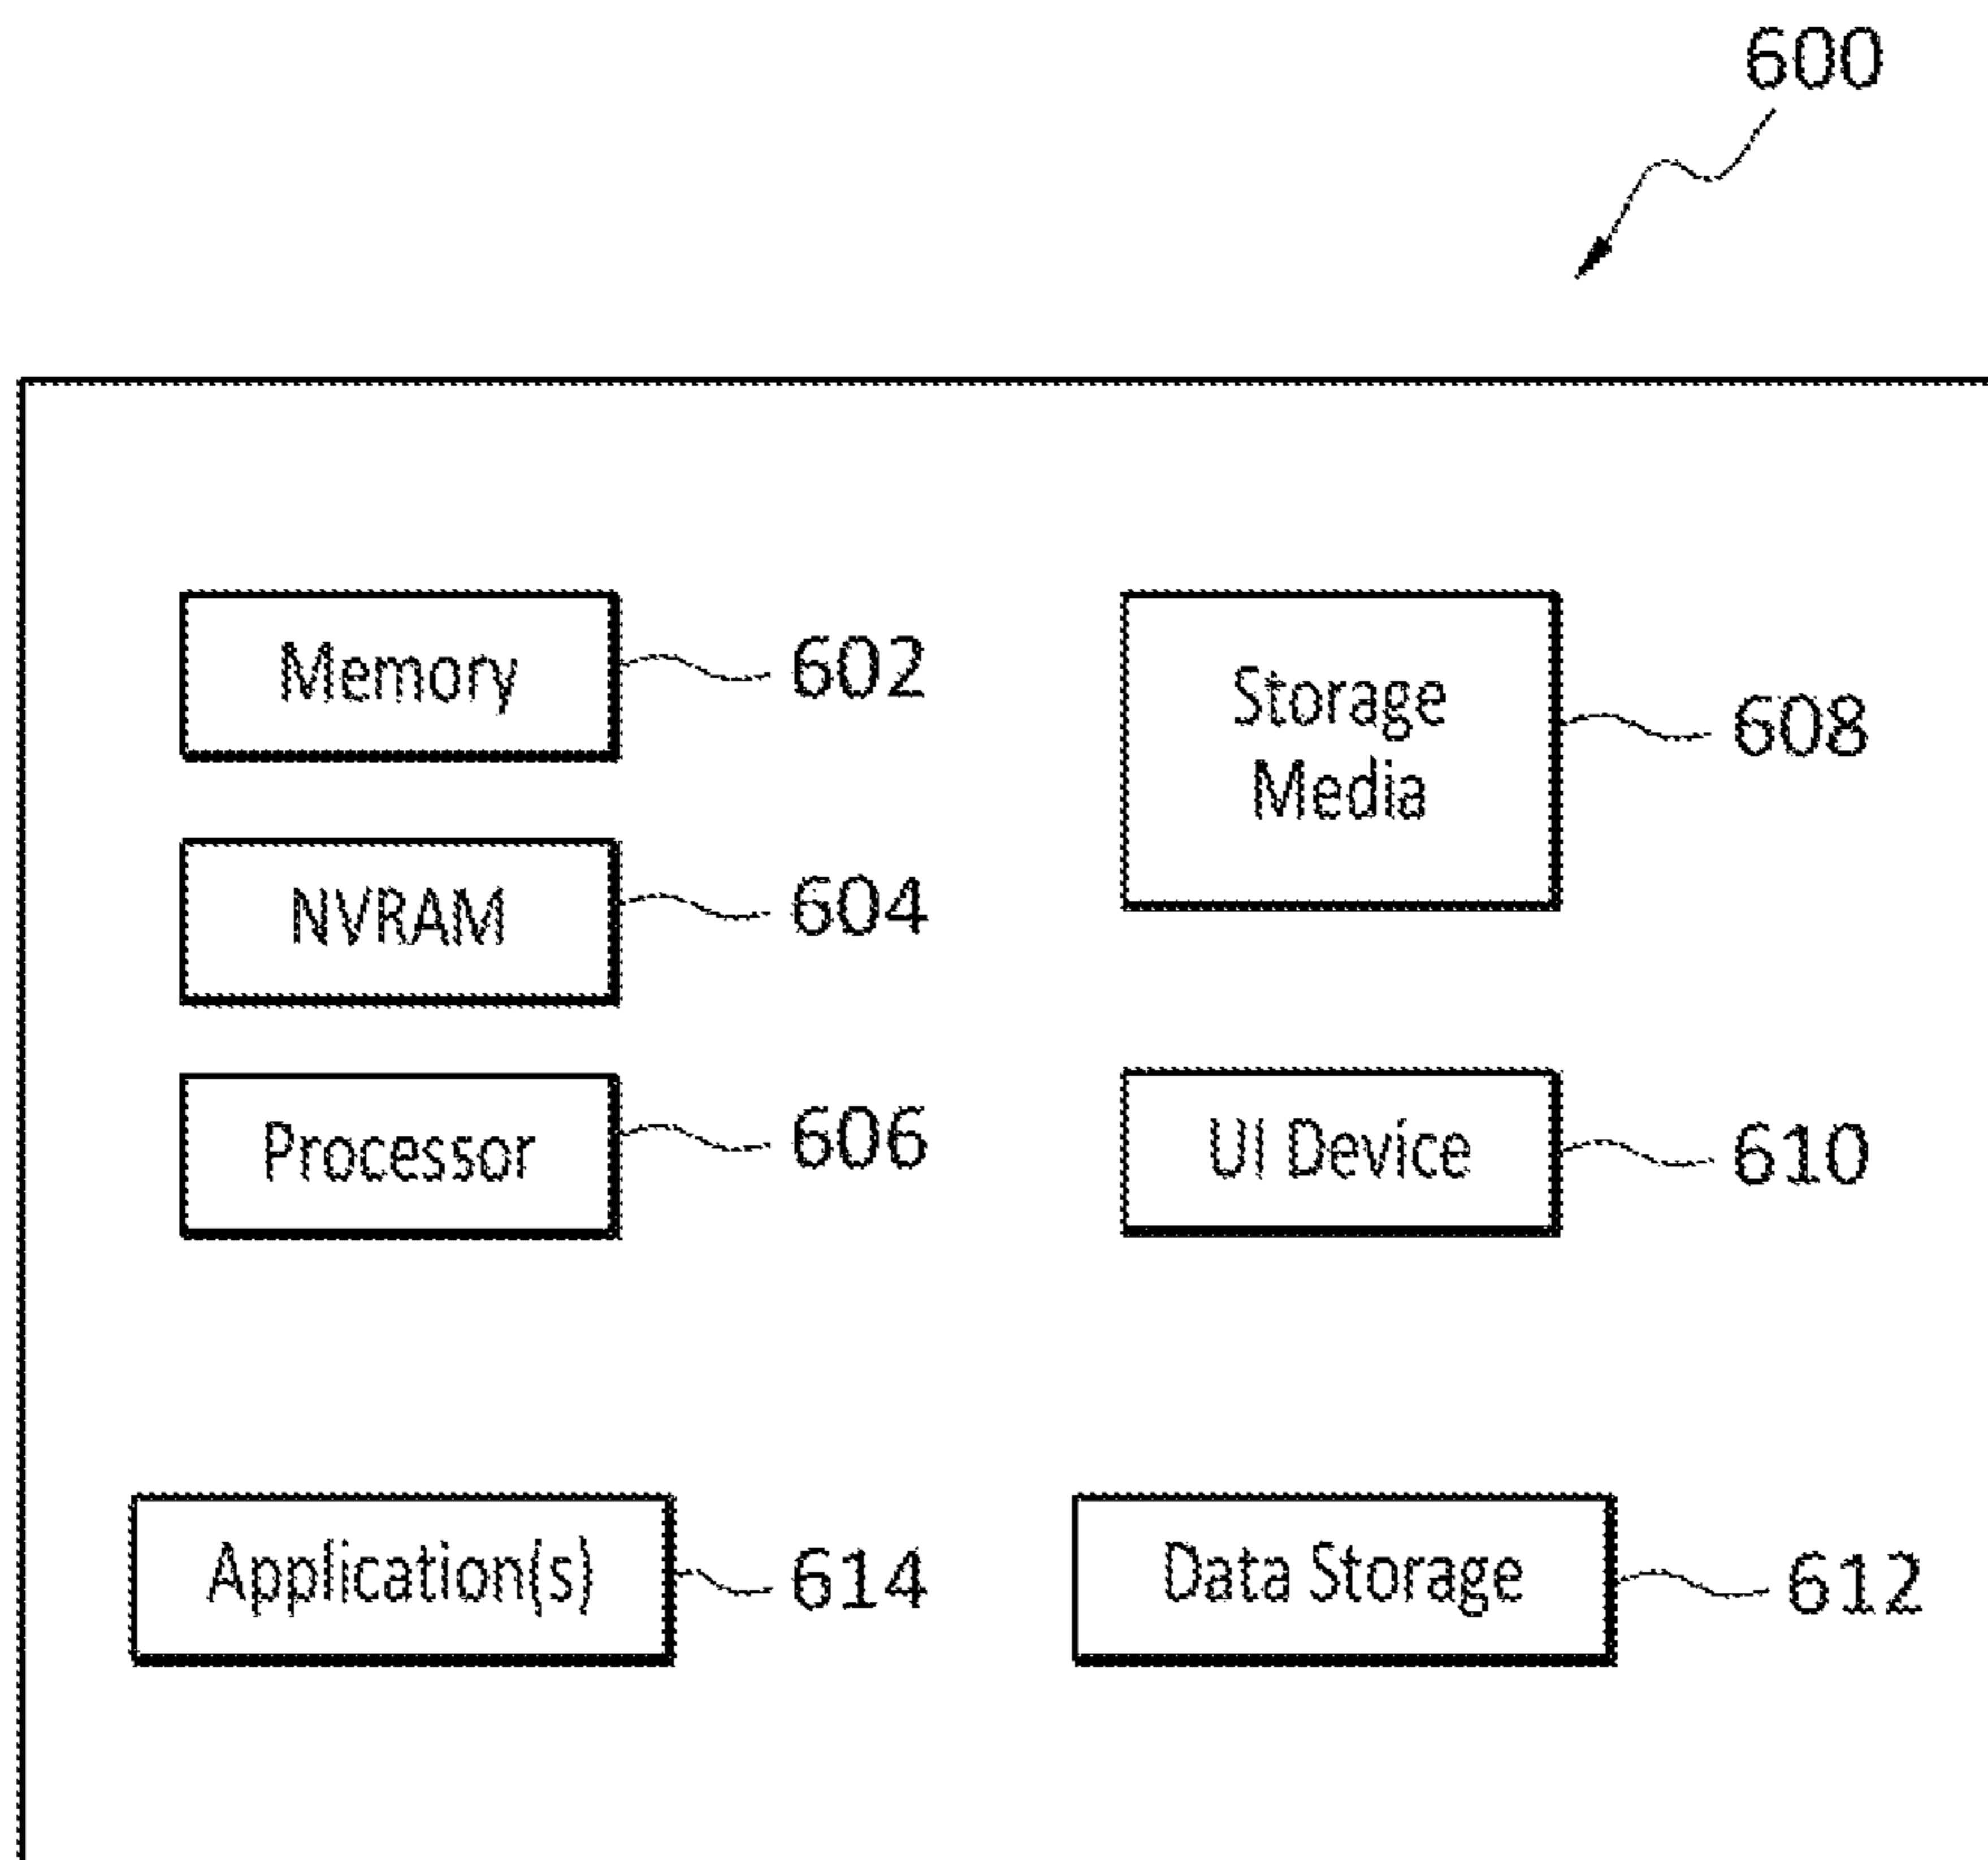 600
Memory 602
Storage
Media
608
NVRAM 604
Processor 606
UI Device 610
Application(s) 614
Data Storage 612